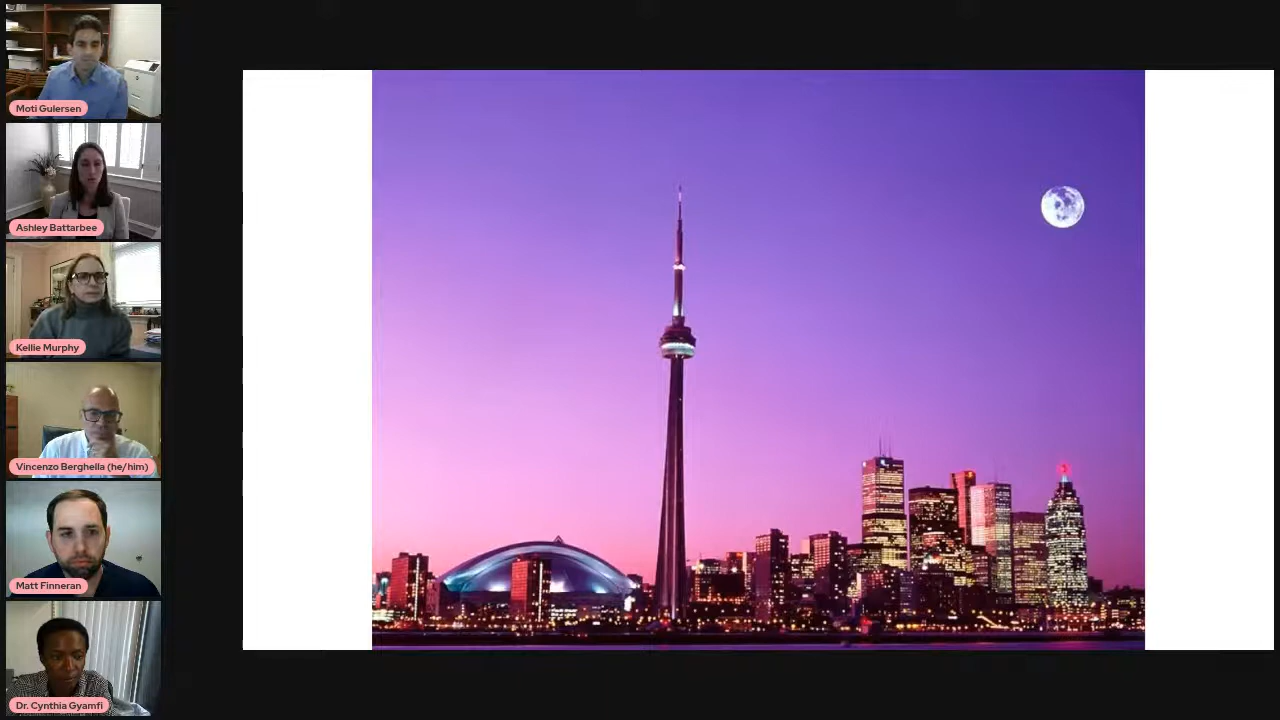 Moti Gulersen
Ashley Battarbee
Kellie Murphy
Vincenzo Berghella (he/him)
Matt Finneran
Dr. Cynthia Gyamfi